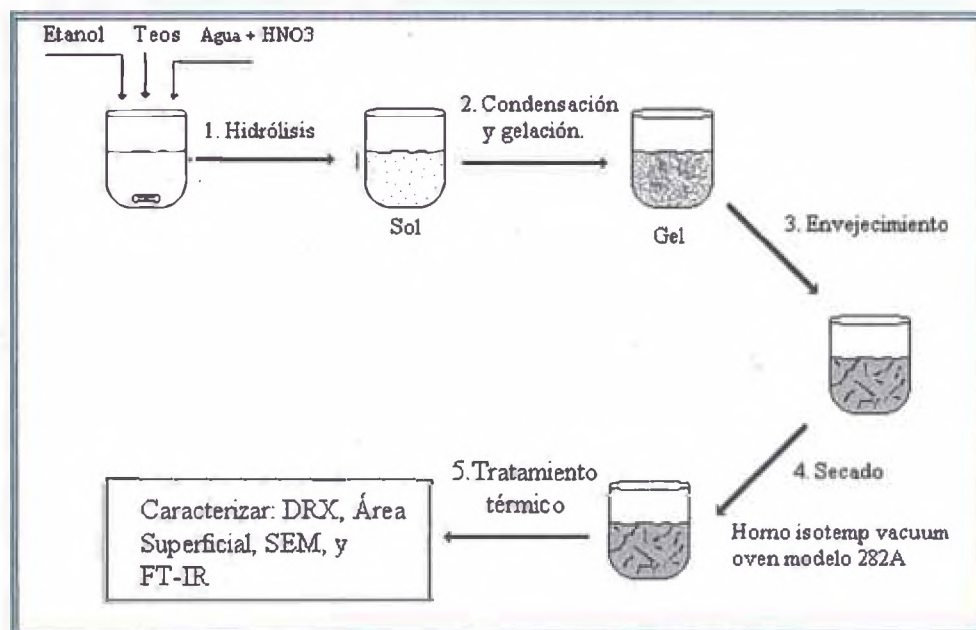 Etanol Teos Agua + HNO3
1. Hidrólisis
2. Condensación
y gelación.
Sol
Gel
3. Envejecimiento
4. Secado
Horno isotemp vacuum
oven modelo 282A
5. Tratamiento
térmico
Caracterizar: DRX, Área
Superficial, SEM, y
FT-IR